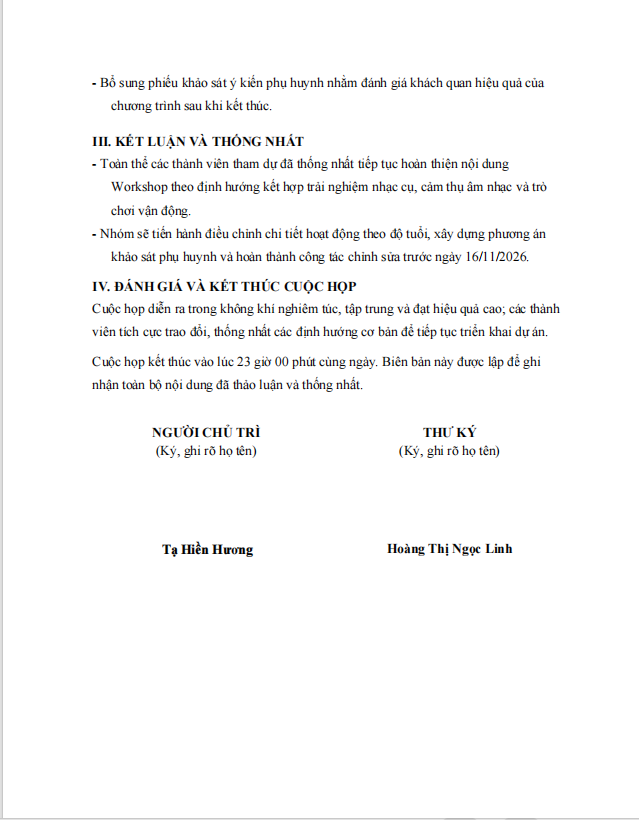 - Bổ sung phiếu khảo sát ý kiến phụ huynh nhằm đánh giá khách quan hiệu quả của
chương trình sau khi kết thúc.
III. KẾT LUẬN VÀ THỐNG NHẤT
- Toàn thể các thành viên tham dự đã thống nhất tiếp tục hoàn thiện nội dung
Workshop theo định hướng kết hợp trải nghiệm nhạc cụ, cảm thụ âm nhạc và trò
chơi vận động.
- Nhóm sẽ tiến hành điều chỉnh chi tiết hoạt động theo độ tuổi, xây dựng phương án
khảo sát phụ huynh và hoàn thành công tác chỉnh sửa trước ngày 16/11/2026.
IV. ĐÁNH GIÁ VÀ KẾT THÚC CUỘC HỌP
Cuộc họp diễn ra trong không khí nghiêm túc, tập trung và đạt hiệu quả cao; các thành
viên tích cực trao đổi, thống nhất các định hướng cơ bản để tiếp tục triển khai dự án.
Cuộc họp kết thúc vào lúc 23 giờ 00 phút cùng ngày. Biên bản này được lập để ghi
nhận toàn bộ nội dung đã thảo luận và thống nhất.
NGƯỜI CHỦ TRÌ THƯ KÝ
(Ký, ghi rõ họ tên) (Ký, ghi rõ họ tên)
Tạ Hiền Hương Hoàng Thị Ngọc Linh